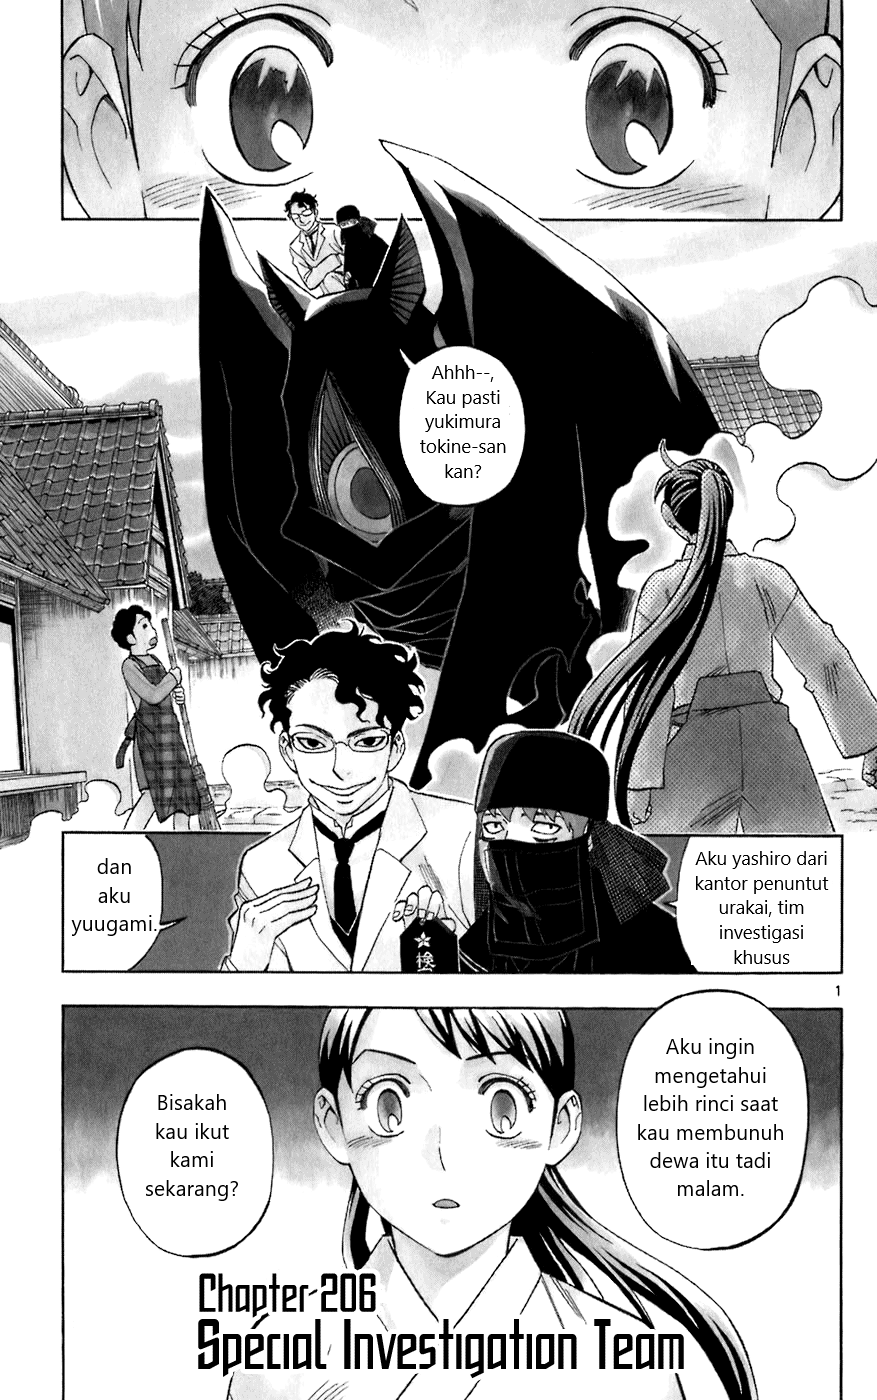 Ahhh--,
Kau pasti
yukimura
tokine-san
kan?
Aku yashiro dari
kantor penuntut
urakai, tim
investigasi
khusus
dan
aku
yuugami.
検
1
Aku ingin
mengetahui
lebih rinci saat
kau membunuh
dewa itu tadi
malam.
Bisakah
kau ikut
kami
sekarang?
Chapter-206
Special Investigation Team